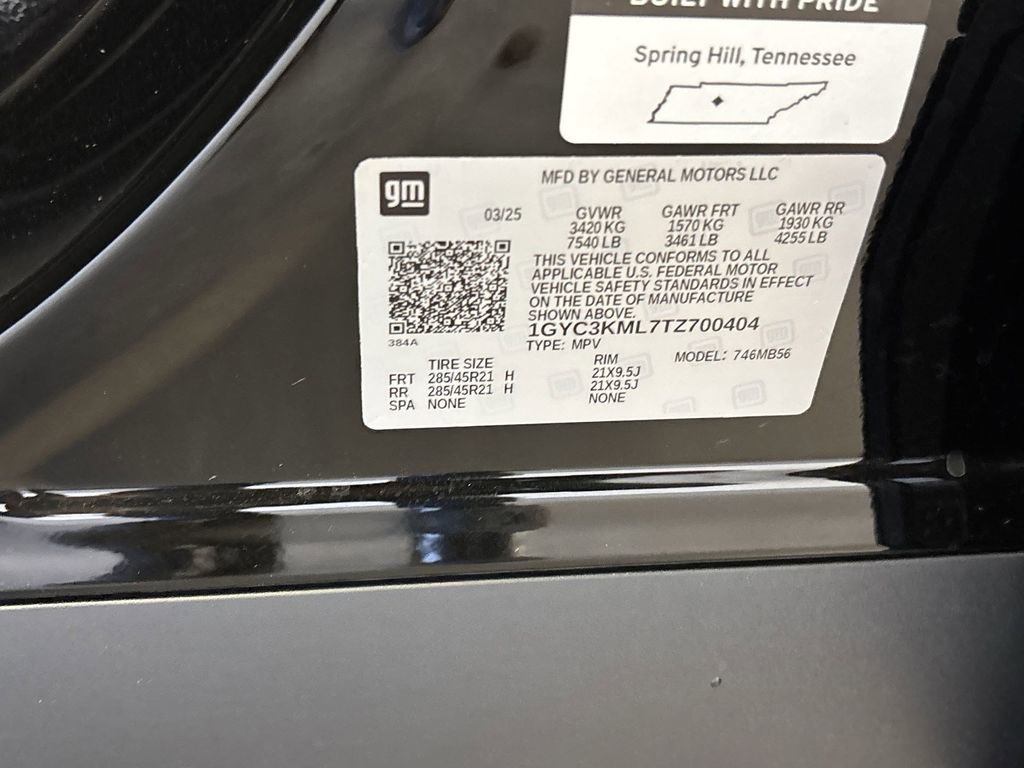 BUILT WITH PRIDE
Spring Hill, Tennessee
gm
MFD BY GENERAL MOTORS LLC
03/25 GVWR GAWR FRT GAWR RR
3420 KG 1570 KG 1930 KG
7540 LB 3461 LB 4255 LB
THIS VEHICLE CONFORMS TO ALL
APPLICABLE U.S. FEDERAL MOTOR
VEHICLE SAFETY STANDARDS IN EFFECT
ON THE DATE OF MANUFACTURE
SHOWN ABOVE.
1GYC3KML7TZ700404
384A
TYPE: MPV MODEL: 746MB56
TIRE SIZE RIM
FRT 285/45R21 H 21X9.5J
RR 285/45R21 H 21X9.5J
SPA NONE NONE